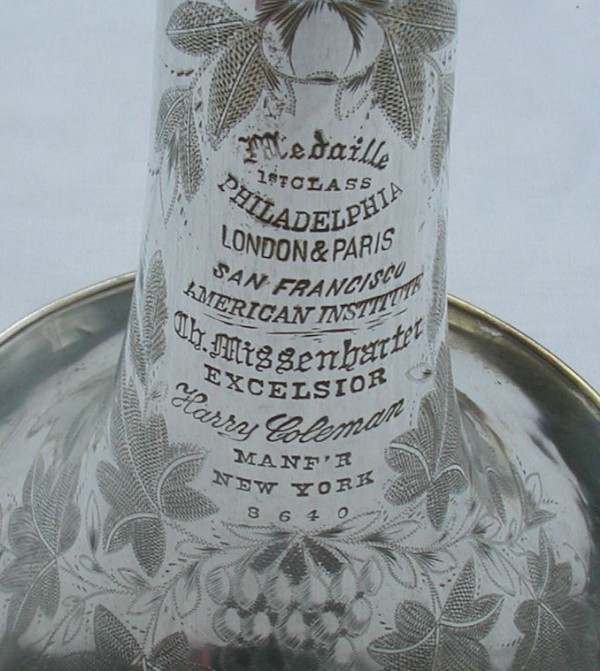 Medaille
1ST CLASS
PHILADELPHIA
LONDON & PARIS
SAN FRANCISCO
AMERICAN INSTITUTE
Ch. Missenharter
EXCELSIOR
Harry Coleman
MANF'R
NEW YORK
8640